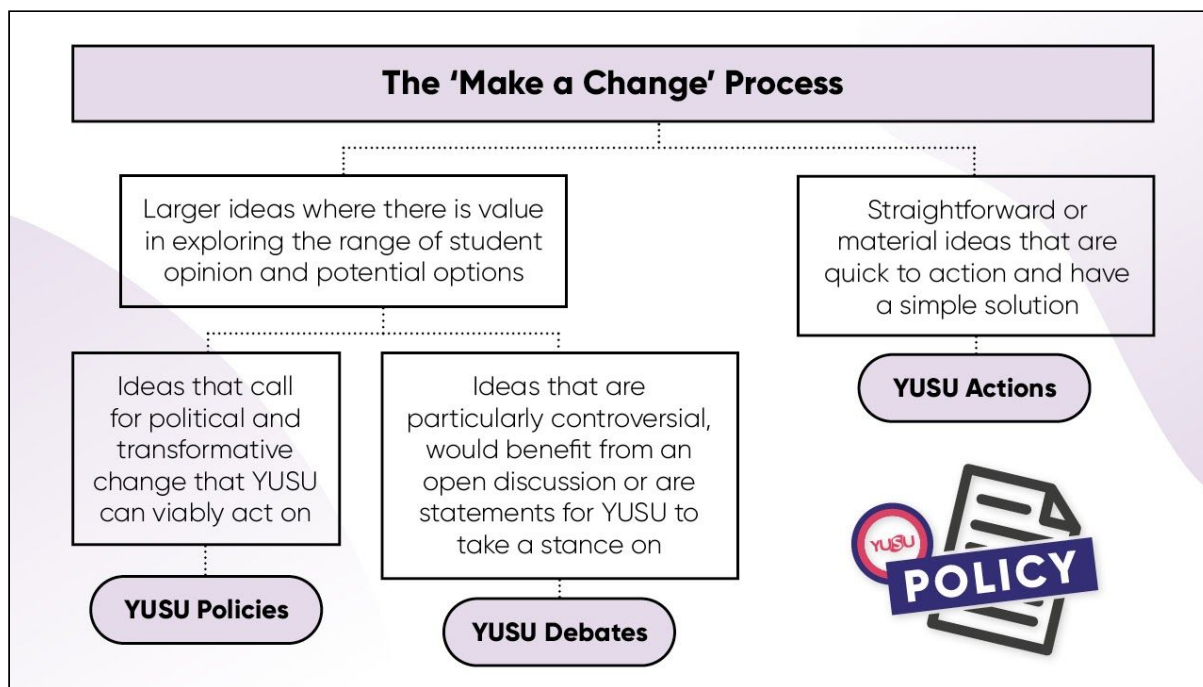 The ‘Make a Change’ Process
Larger ideas where there is value
in exploring the range of student
opinion and potential options
Straightforward or
material ideas that are
quick to action and have
a simple solution
YUSU Actions
Ideas that call
for political and
transformative
change that YUSU
can viably act on
YUSU Policies
Ideas that are
particularly controversial,
would benefit from an
open discussion or are
statements for YUSU to
take a stance on
YUSU Debates
YUSU
POLICY